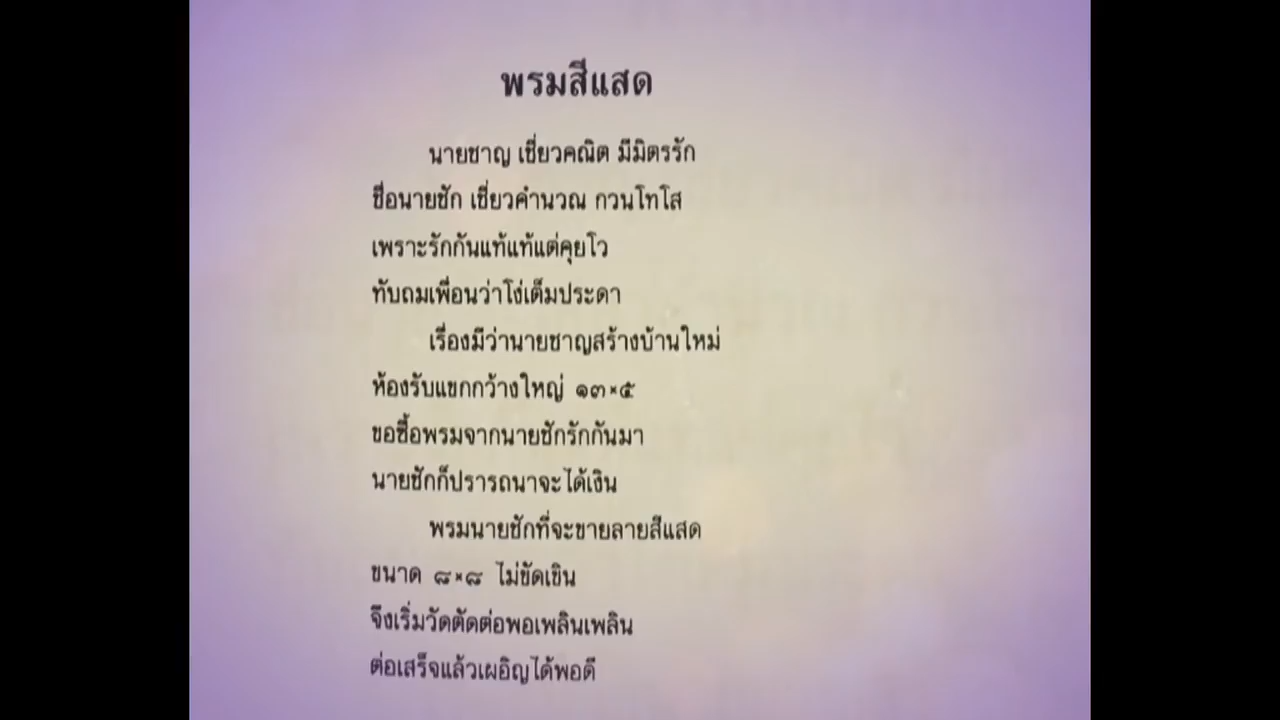 พรมสีแสด
นายชาญ เชี่ยวคณิต มีมิตรรัก
ชื่อนายชัก เชี่ยวคำนวณ กวนโทโส
เพราะรักกันแท้แท้แต่คุยโว
ทับถมเพื่อนว่าโง่เต็มประดา
เรื่องมีว่านายชาญสร้างบ้านใหม่
ห้องรับแขกกว้างใหญ่ ๑๓×๕
ขอซื้อพรมจากนายชักรักกันมา
นายชักก็ปรารถนาจะได้เงิน
พรมนายชักที่จะขายลายสีแสด
ขนาด ๘×๘ ไม่ขัดเขิน
จึงเริ่มวัดตัดต่อพอเพลินเพลิน
ต่อเสร็จแล้วเผอิญได้พอดี